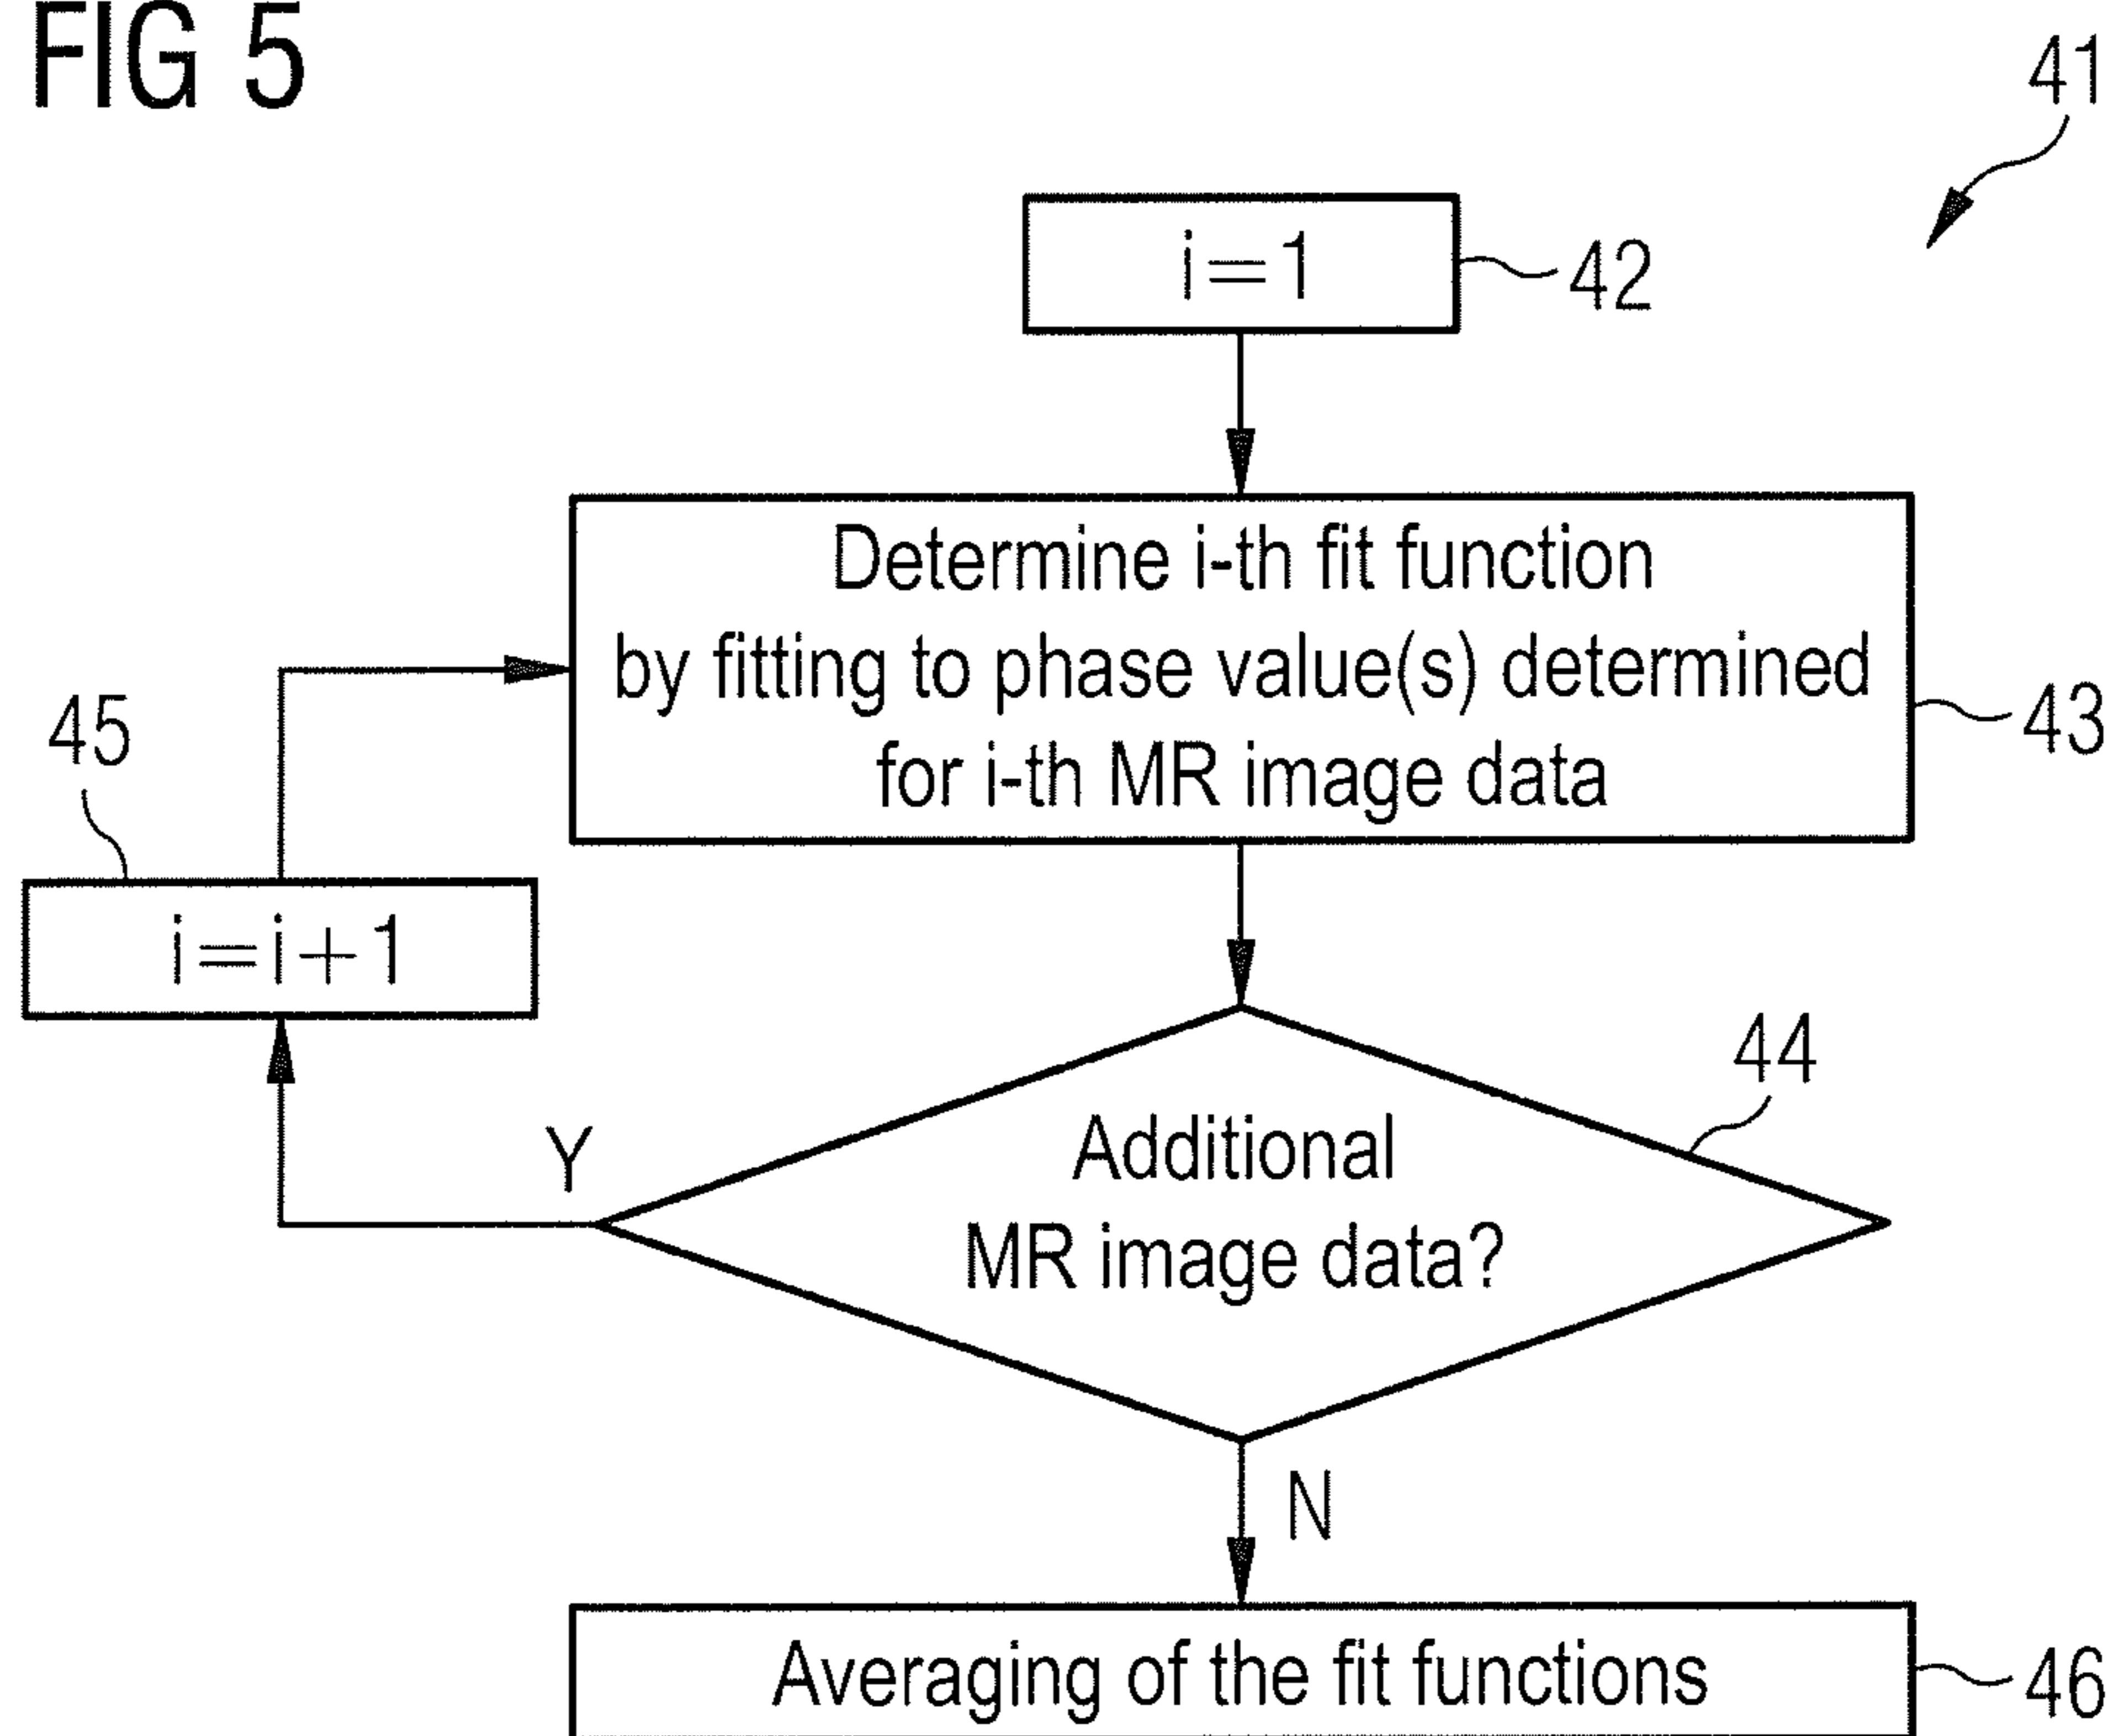 FIG 5
41
i=1
42
Determine i-th fit function
by fitting to phase value(s) determined
for i-th MR image data
43
45
i=i+1
44
Additional
MR image data?
Y
N
Averaging of the fit functions
46